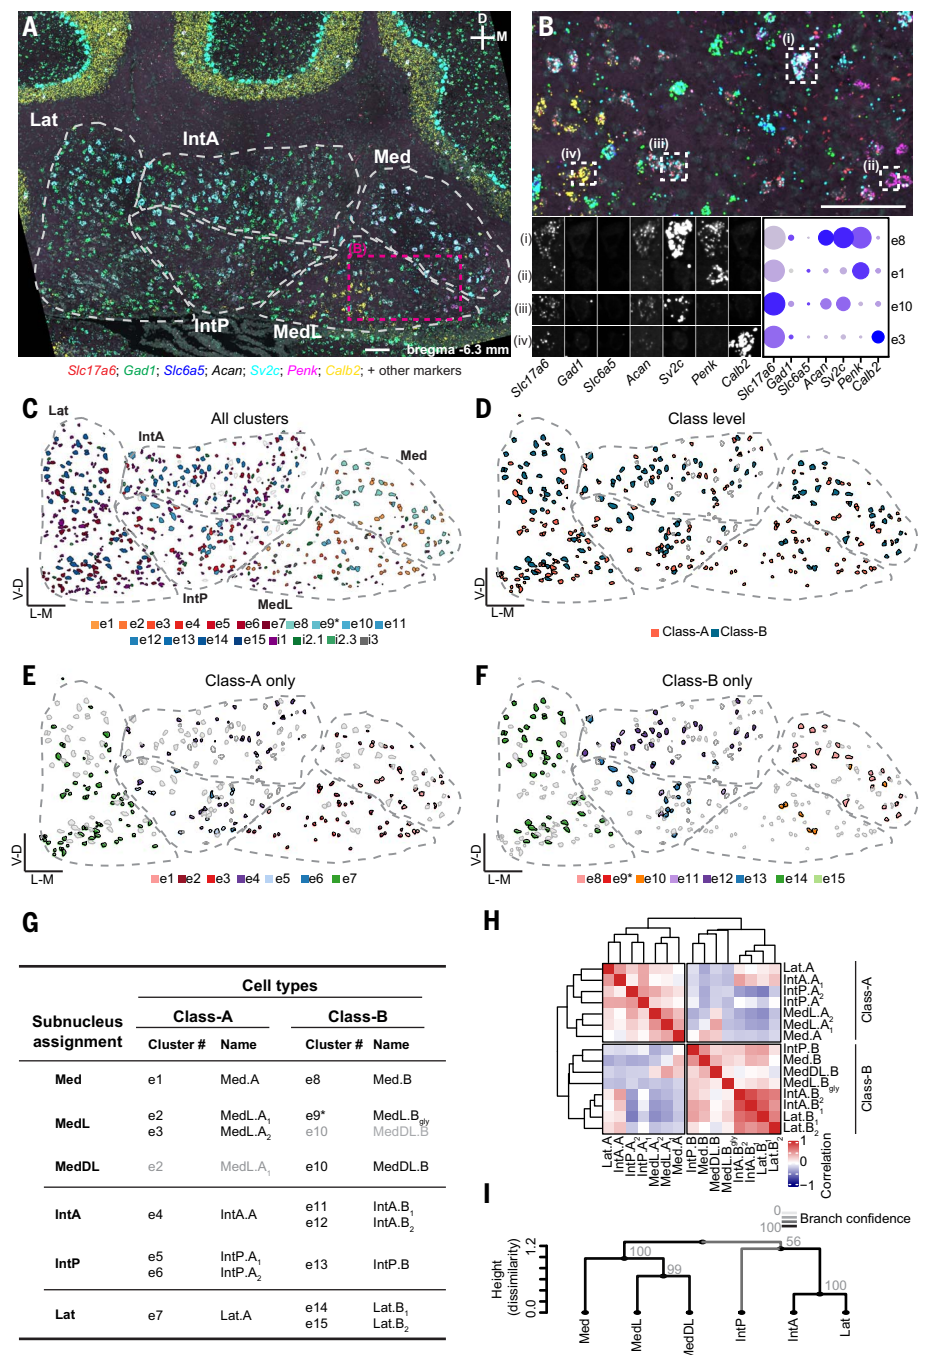 A
D
M
Lat
IntA
Med
(B)
IntP
MedL
bregma -6.3 mm
Slc17a6; Gad1; Slc6a5; Acan; Sv2c; Penk; Calb2; + other markers
B
(i)
(iii)
(iv)
(ii)
(i)
(ii)
(iii)
(iv)
e8
e1
e10
e3
Slc17a6 Gad1 Slc6a5 Acan Sv2c Penk Calb2
Slc17a6 Gad1 Slc6a5 Acan Sv2c Penk Calb2
C
All clusters
Lat
IntA
Med
IntP
MedL
V-D
L-M
e1 e2 e3 e4 e5 e6 e7 e8 e9* e10 e11
e12 e13 e14 e15 i1 i2.1 i2.3 i3
D
Class level
V-D
L-M
Class-A Class-B
E
Class-A only
V-D
L-M
e1 e2 e3 e4 e5 e6 e7
F
Class-B only
V-D
L-M
e8 e9* e10 e11 e12 e13 e14 e15
G
Cell types
Subnucleus assignment
Class-A Class-B
Cluster # Name Cluster # Name
Med e1 Med.A e8 Med.B
MedL e2 MedL.A1 e9* MedL.Bgly
e3 MedL.A2 e10 MedDL.B
MedDL e2 MedL.A1 e10 MedDL.B
IntA e4 IntA.A e11 IntA.B1
e12 IntA.B2
IntP e5 IntP.A1 e13 IntP.B
e6 IntP.A2
Lat e7 Lat.A e14 Lat.B1
e15 Lat.B2
H
Lat.A
IntA.A
IntP.A1
IntP.A2
MedL.A2
MedL.A1
Med.A
IntP.B
Med.B
MedDL.B
MedL.Bgly
IntA.B2
IntA.B1
Lat.B1
Lat.B2
Class-A
Class-B
Lat.A IntA.A IntP.A2 IntP.A1 MedL.A2 MedL.A1 Med.A IntP.B Med.B MedDL.B MedL.Bgly IntA.B2 IntA.B1 Lat.B1 Lat.B2
1
0
−1
Correlation
I
0
100
Branch confidence
Height
(dissimilarity)
1.2
0.0
100
99
56
100
Med MedL MedDL IntP IntA Lat